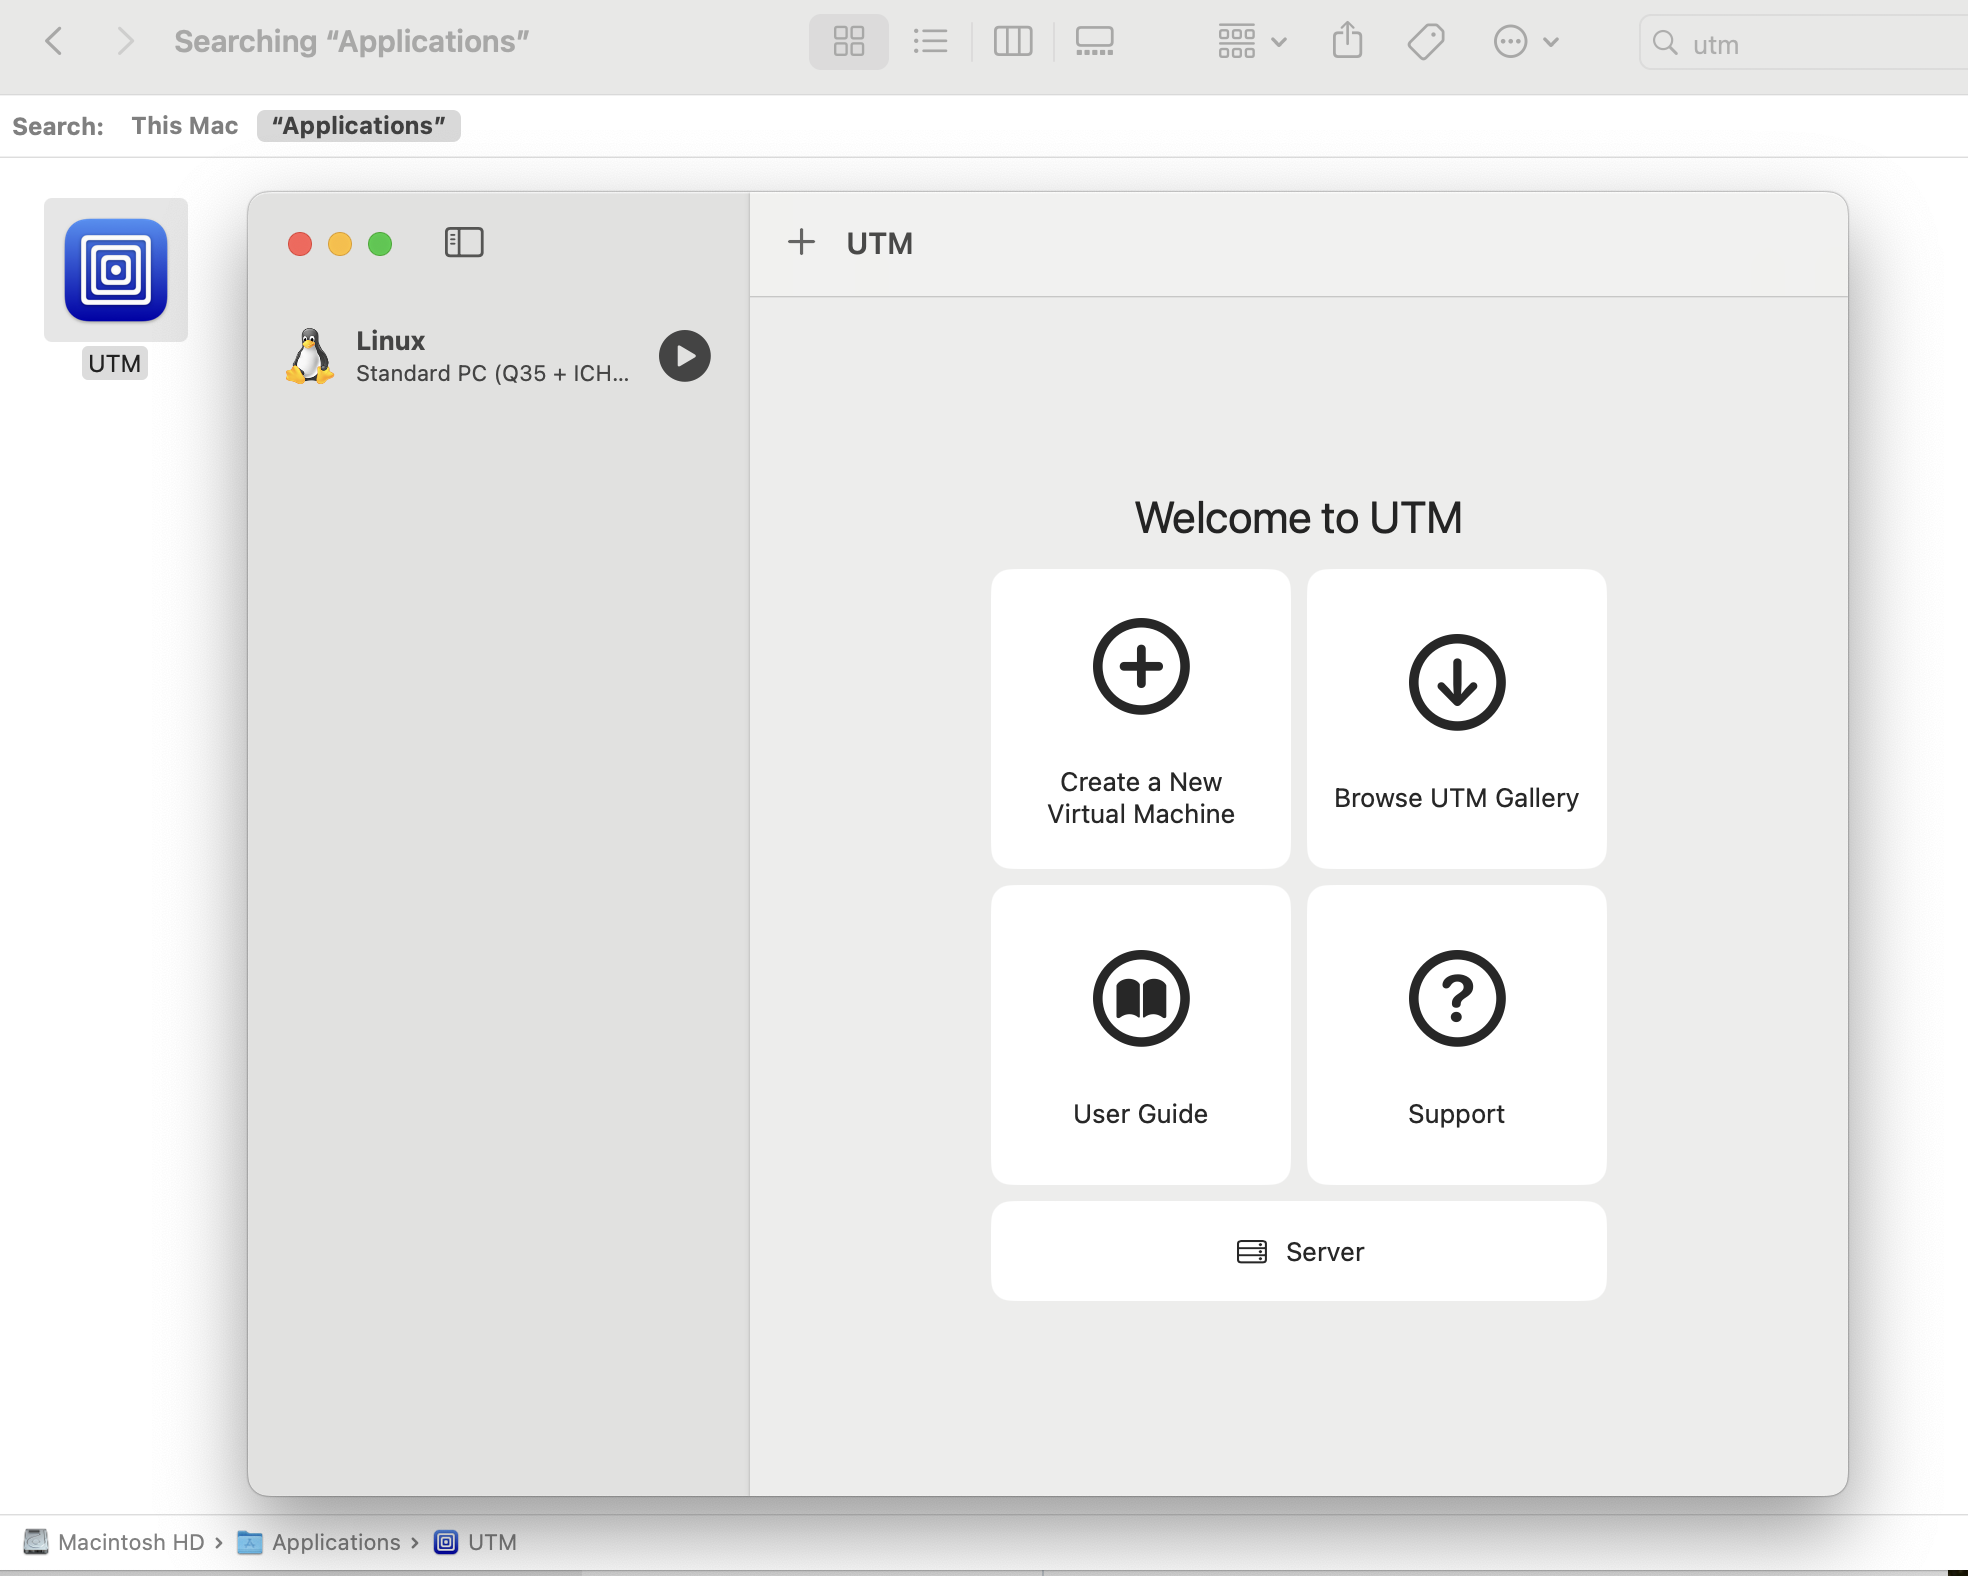 Searching “Applications”
utm
Search: This Mac “Applications”
UTM
UTM
Linux
Standard PC (Q35 + ICH...
Welcome to UTM
Create a New
Virtual Machine
Browse UTM Gallery
User Guide
Support
Server
Macintosh HD › Applications › UTM